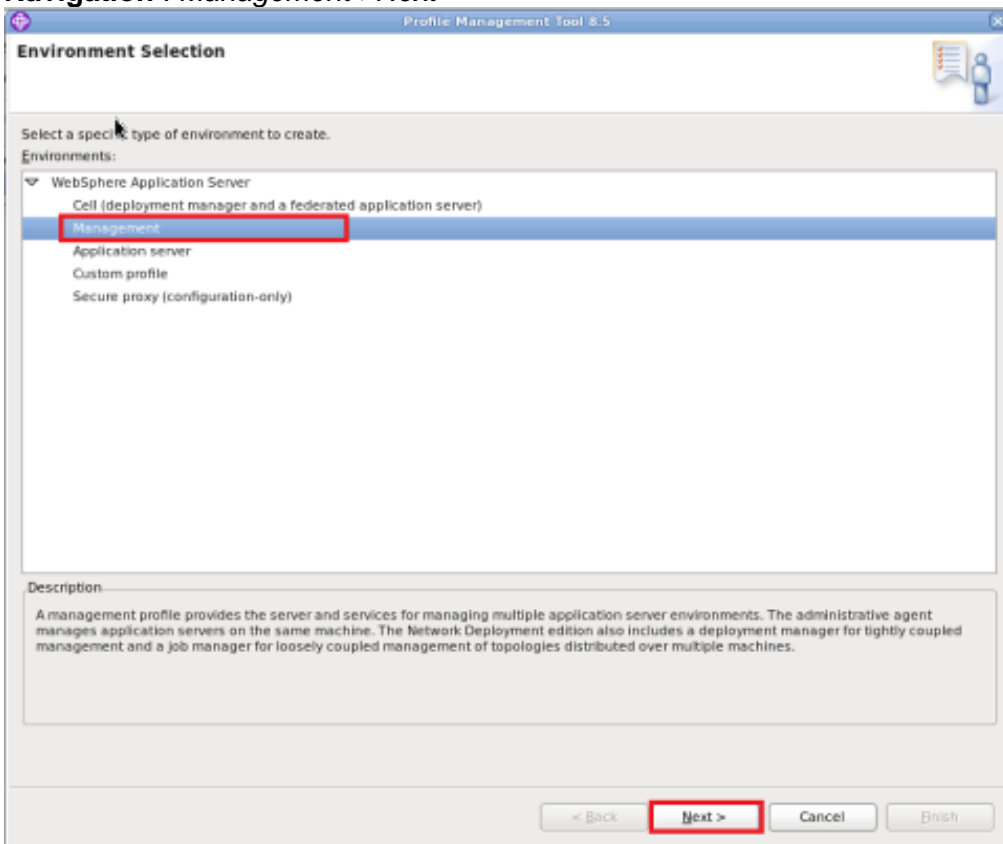 Navigation : Management > Next
Profile Management Tool 8.5
Environment Selection
Select a specific type of environment to create.
Environments:
WebSphere Application Server
Cell (deployment manager and a federated application server)
Management
Application server
Custom profile
Secure proxy (configuration-only)
Description
A management profile provides the server and services for managing multiple application server environments. The administrative agent
manages application servers on the same machine. The Network Deployment edition also includes a deployment manager for tightly coupled
management and a job manager for loosely coupled management of topologies distributed over multiple machines.
< Back Next > Cancel Finish